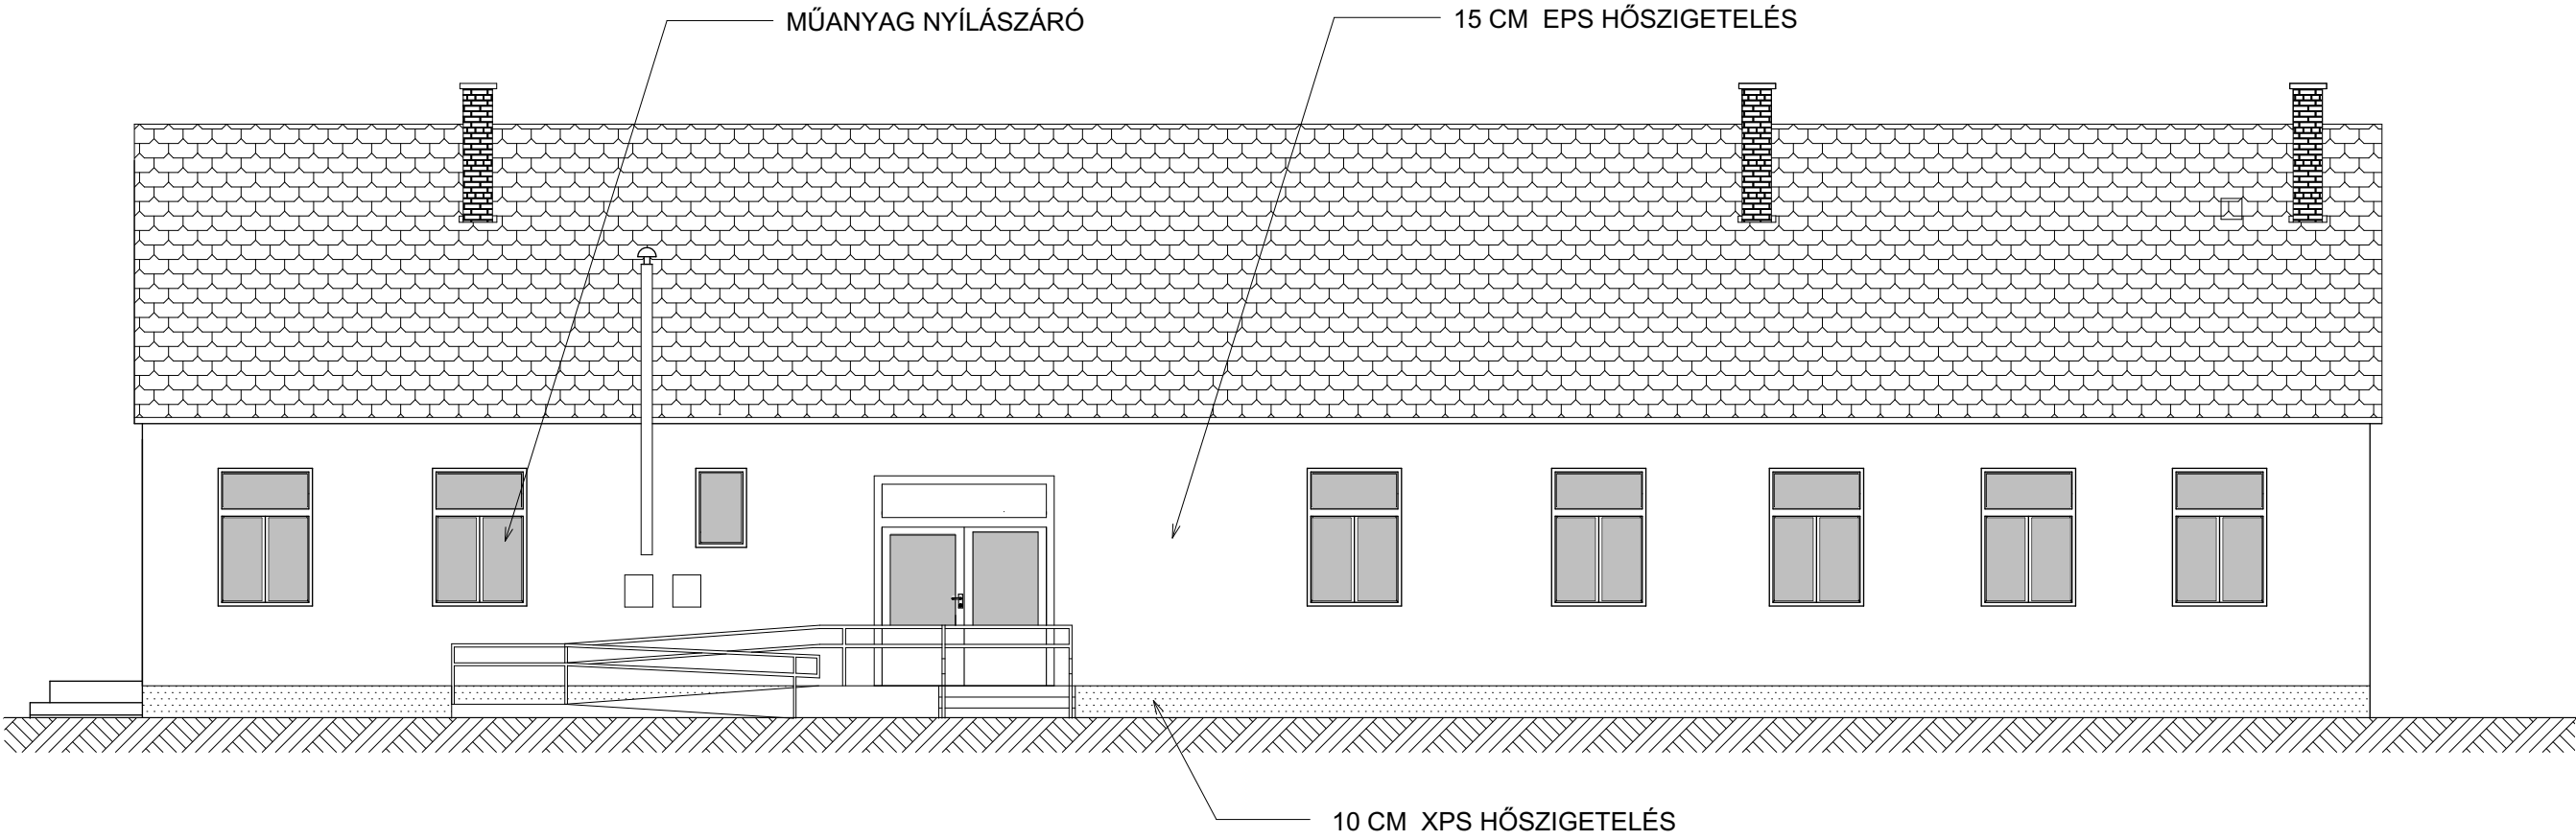 MŰANYAG NYÍLÁSZÁRÓ
15 CM EPS HŐSZIGETELÉS
10 CM XPS HŐSZIGETELÉS